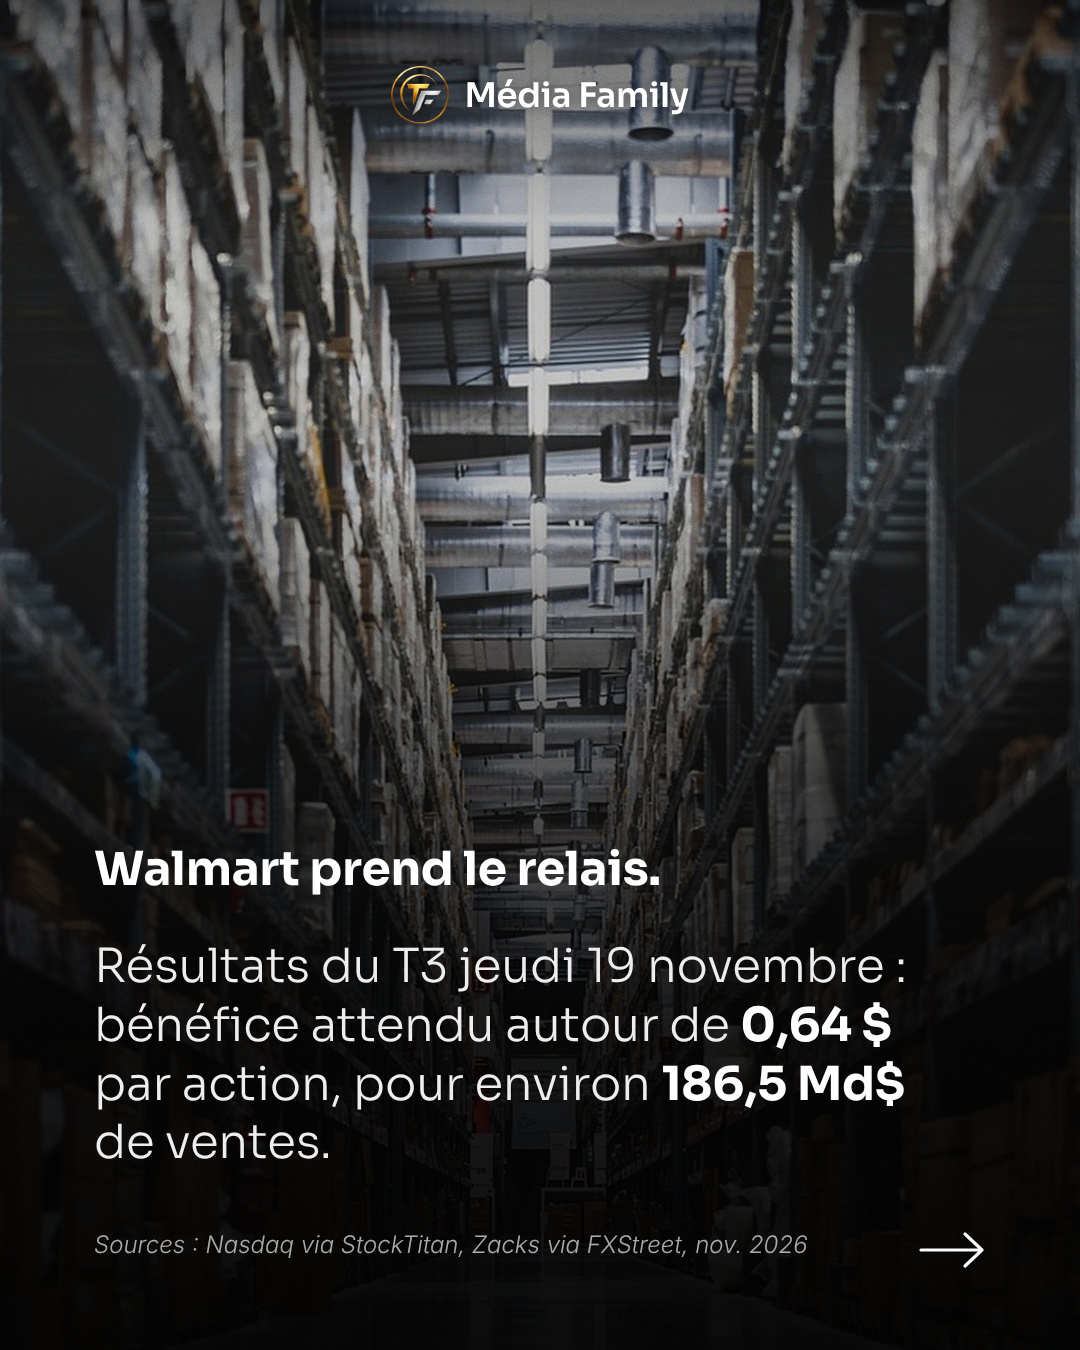 TF Média Family
Walmart prend le relais.
Résultats du T3 jeudi 19 novembre :
bénéfice attendu autour de 0,64 $
par action, pour environ 186,5 Md$
de ventes.
Sources : Nasdaq via StockTitan, Zacks via FXStreet, nov. 2026